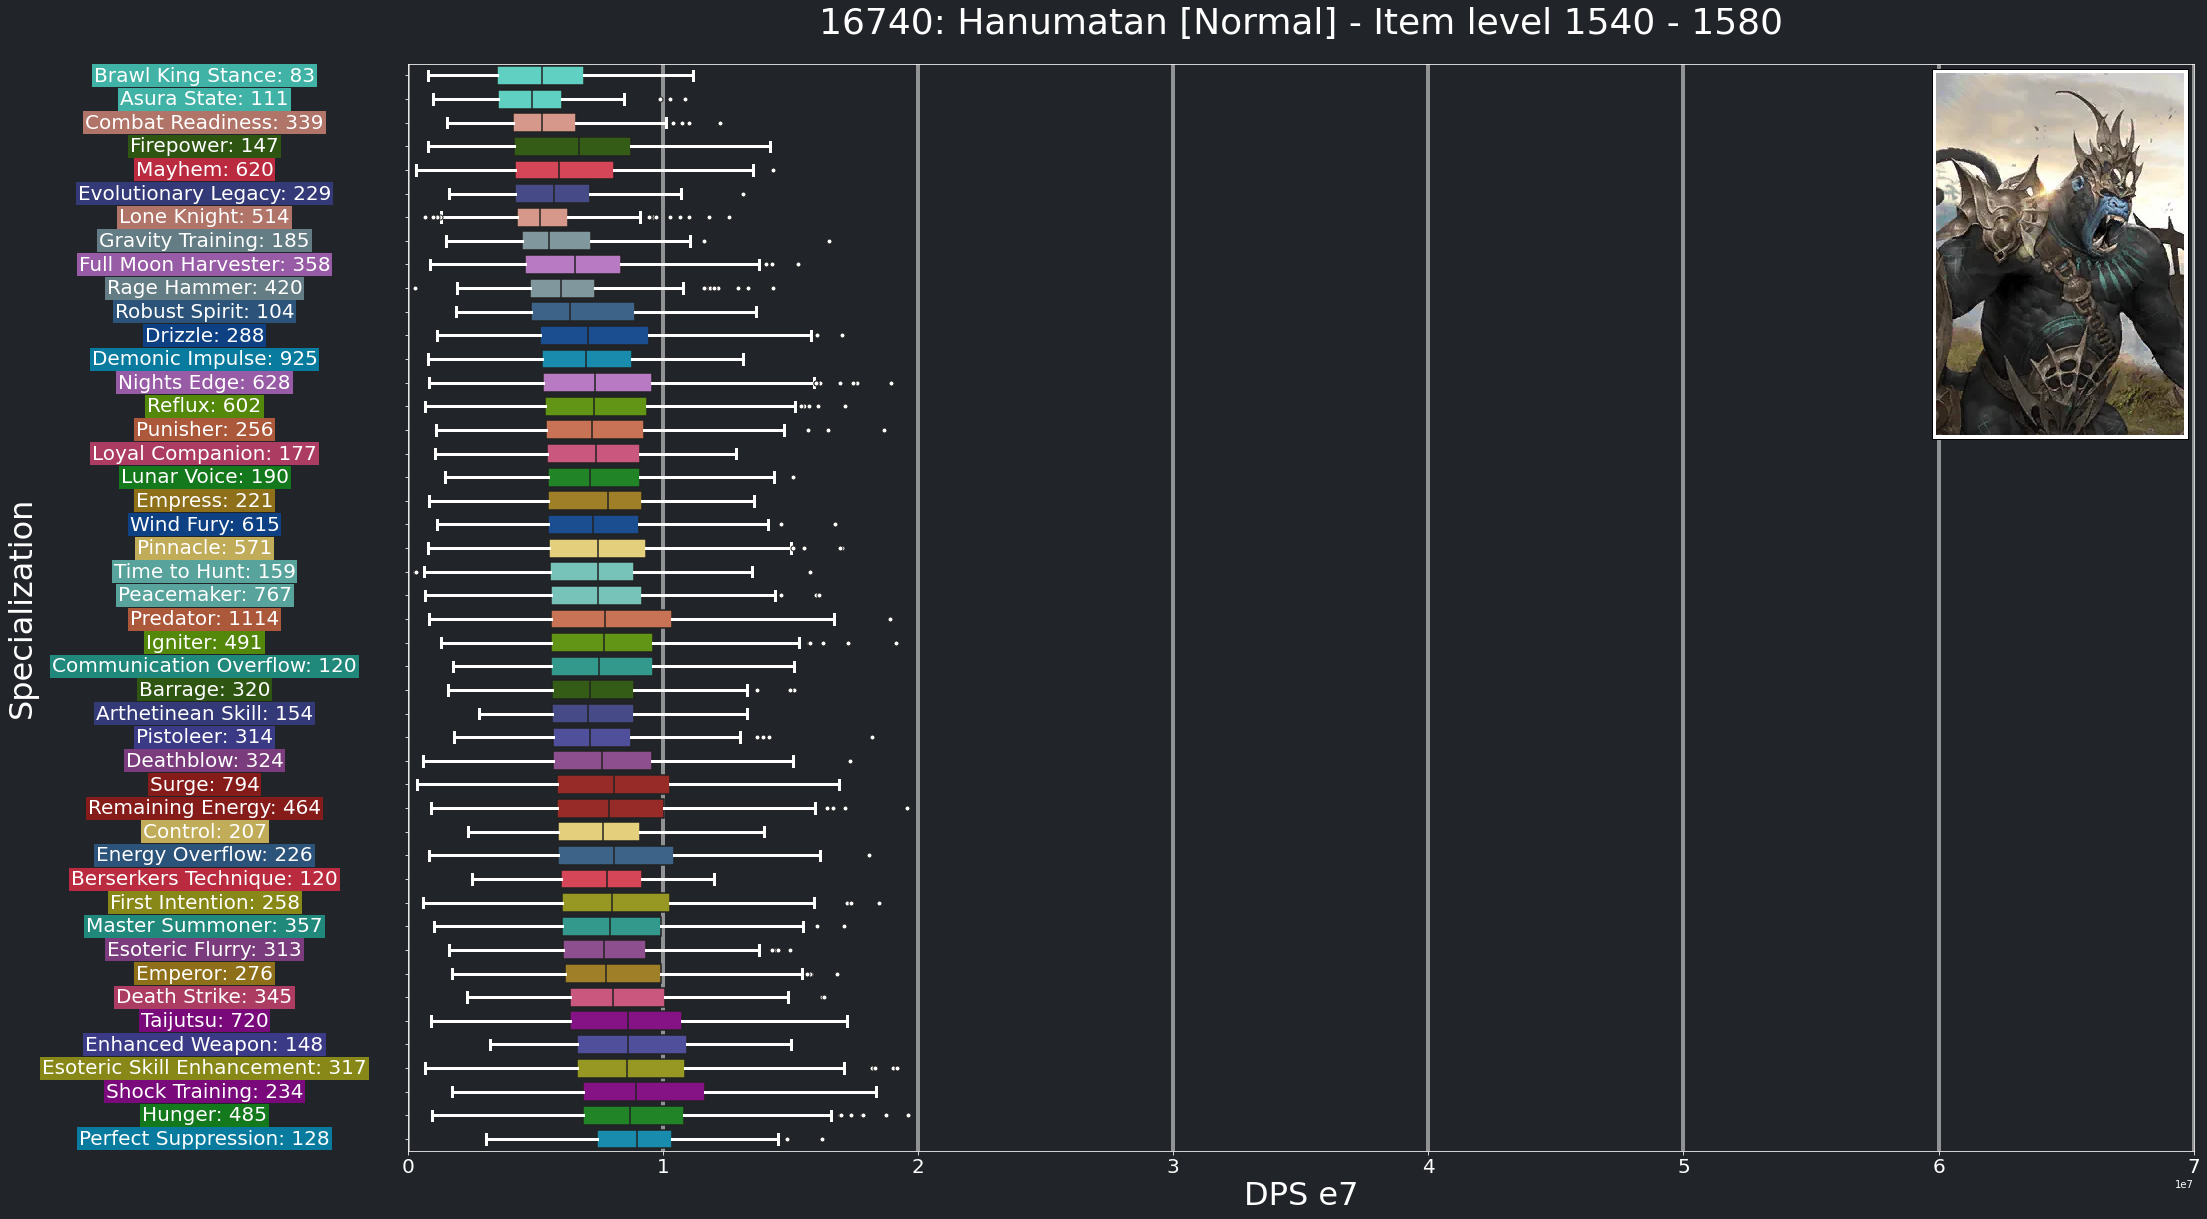 16740: Hanumatan [Normal] - Item level 1540 - 1580
Specialization
Brawl King Stance: 83
Asura State: 111
Combat Readiness: 339
Firepower: 147
Mayhem: 620
Evolutionary Legacy: 229
Lone Knight: 514
Gravity Training: 185
Full Moon Harvester: 358
Rage Hammer: 420
Robust Spirit: 104
Drizzle: 288
Demonic Impulse: 925
Nights Edge: 628
Reflux: 602
Punisher: 256
Loyal Companion: 177
Lunar Voice: 190
Empress: 221
Wind Fury: 615
Pinnacle: 571
Time to Hunt: 159
Peacemaker: 767
Predator: 1114
Igniter: 491
Communication Overflow: 120
Barrage: 320
Arthetinean Skill: 154
Pistoleer: 314
Deathblow: 324
Surge: 794
Remaining Energy: 464
Control: 207
Energy Overflow: 226
Berserkers Technique: 120
First Intention: 258
Master Summoner: 357
Esoteric Flurry: 313
Emperor: 276
Death Strike: 345
Taijutsu: 720
Enhanced Weapon: 148
Esoteric Skill Enhancement: 317
Shock Training: 234
Hunger: 485
Perfect Suppression: 128
0 1 2 3 4 5 6 7
1e7
DPS e7